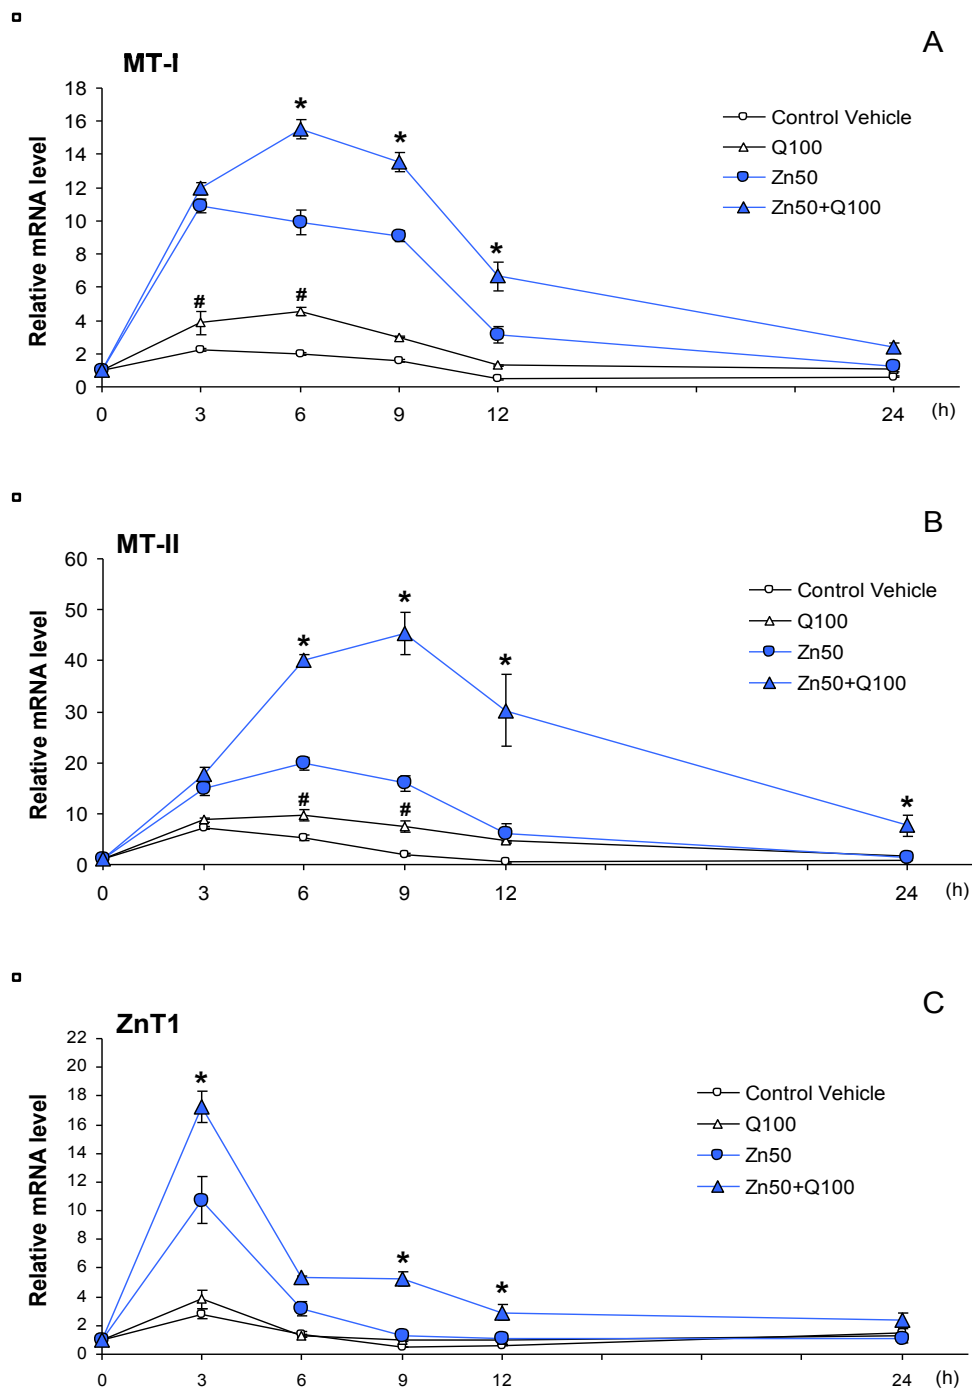 A
MT-I
Relative mRNA level
18
16
14
12
10
8
6
4
2
0
* * *
# #
Control Vehicle
Q100
Zn50
Zn50+Q100
0 3 6 9 12 24 (h)
B
MT-II
Relative mRNA level
60
50
40
30
20
10
0
* * * *
# #
Control Vehicle
Q100
Zn50
Zn50+Q100
0 3 6 9 12 24 (h)
C
ZnT1
Relative mRNA level
22
20
18
16
14
12
10
8
6
4
2
0
* * *
Control Vehicle
Q100
Zn50
Zn50+Q100
0 3 6 9 12 24 (h)